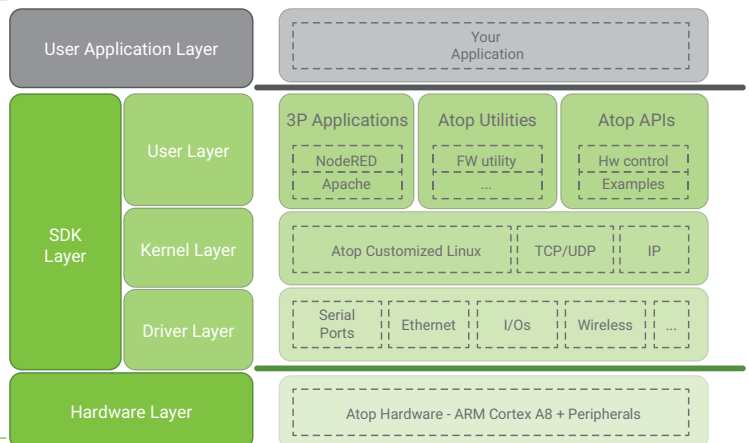 User Application Layer
Your
Application
SDK
Layer
User Layer
3P Applications
NodeRED
Apache
Atop Utilities
FW utility
...
Atop APIs
Hw control
Examples
Kernel Layer
Atop Customized Linux
TCP/UDP
IP
Driver Layer
Serial
Ports
Ethernet
I/Os
Wireless
...
Hardware Layer
Atop Hardware - ARM Cortex A8 + Peripherals